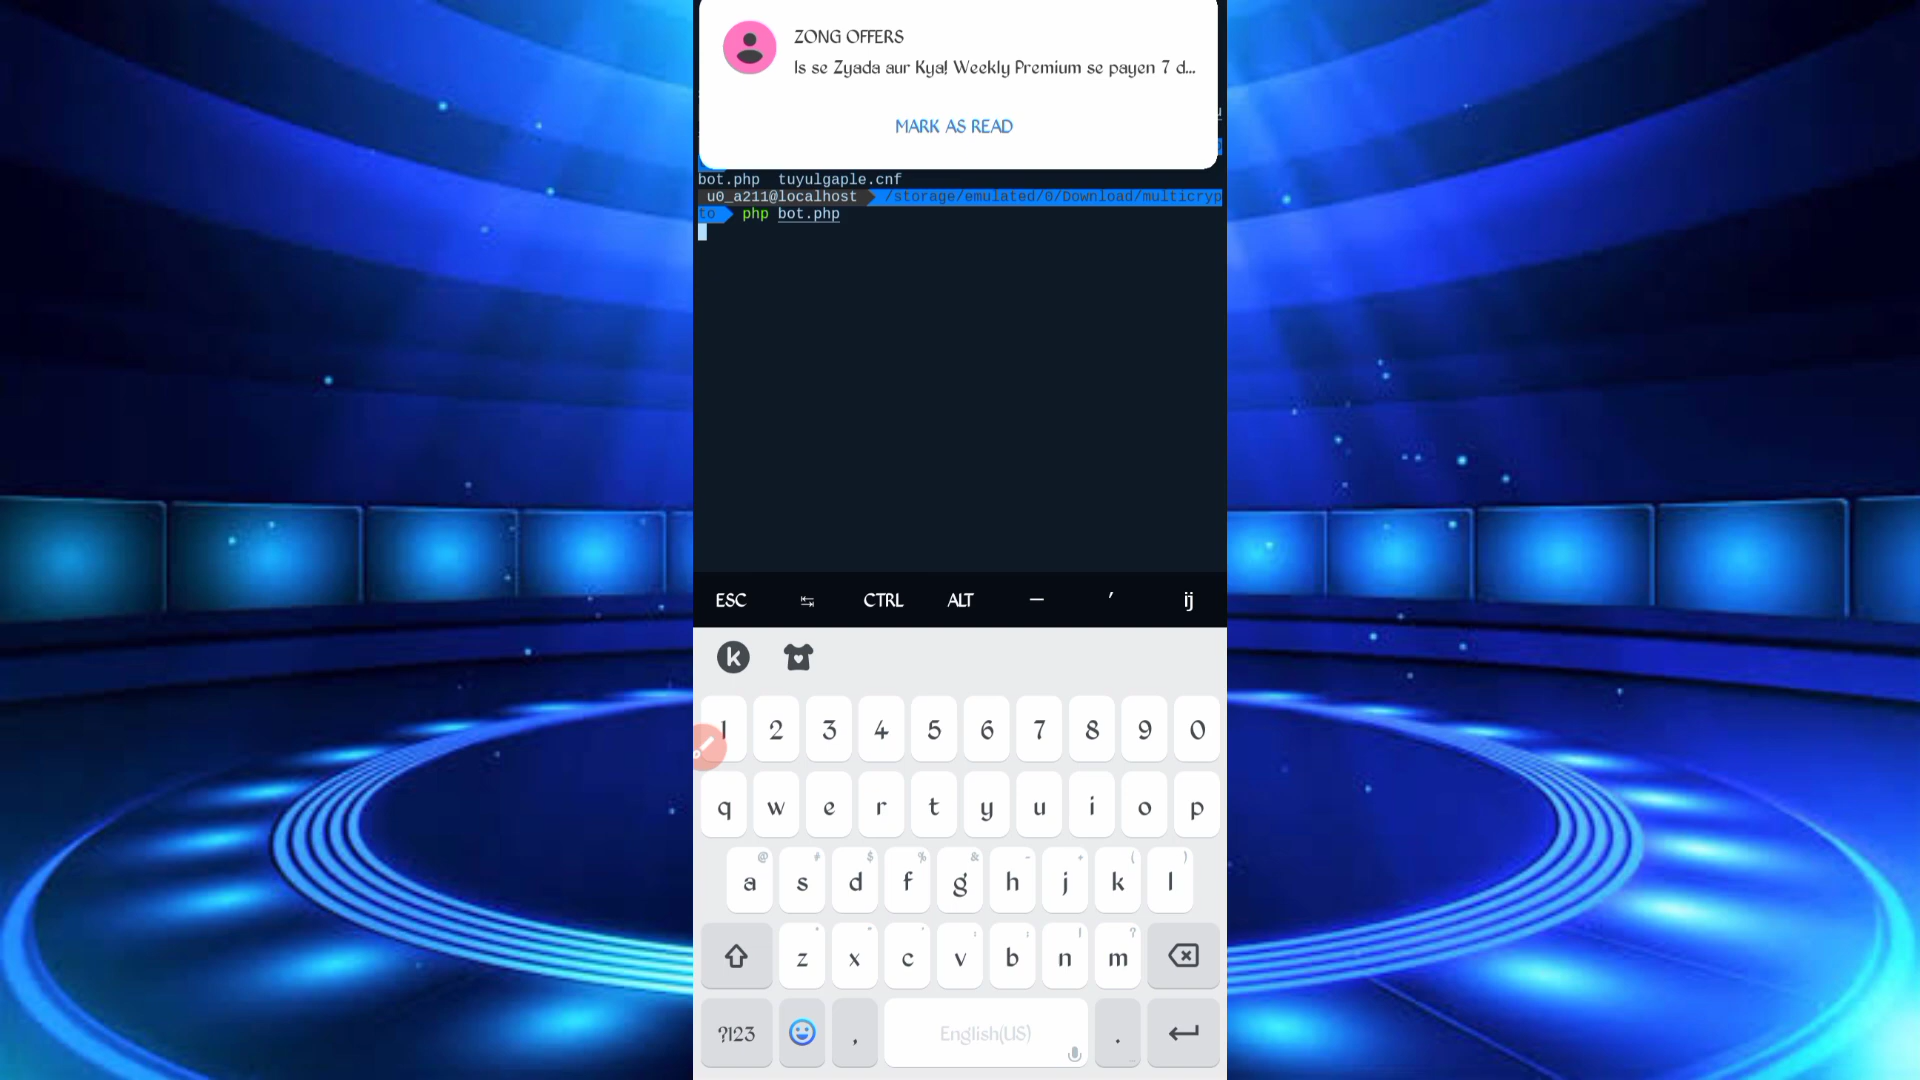 ZONG OFFERS
Is se Zyada aur Kya! Weekly Premium se payen 7 d...
MARK AS READ
bot.php tuyulgaple.cnf
u0_a211@localhost /storage/emulated/0/Download/multicryp
to php bot.php
ESC CTRL ALT — ′ ij
k
1 2 3 4 5 6 7 8 9 0
q w e r t y u i o p
@ # $ % & - + ( )
a s d f g h j k l
* " ' : ; ! ?
z x c v b n m
?123 , English(US) .